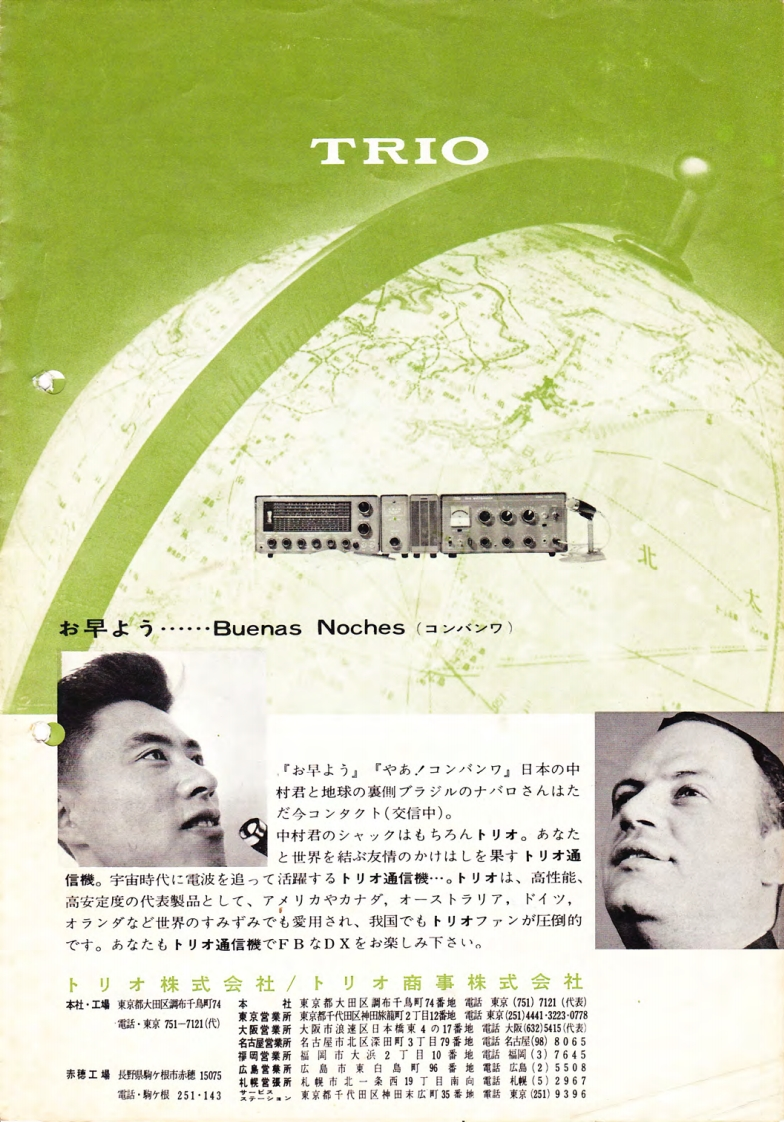 TRIO
北
太
お早よう……Buenas Noches（コンバンワ）
『お早よう』『やあ！コンバンワ』日本の中
村君と地球の裏側ブラジルのナバロさんはた
だ今コンタクト（交信中）。
中村君のシャックはもちろんトリオ。あなた
と世界を結ぶ友情のかけはしを果すトリオ通
信機。宇宙時代に電波を追って活躍するトリオ通信機…。トリオは、高性能、
高安定度の代表製品として、アメリカやカナダ，オーストラリア，ドイツ，
オランダなど世界のすみずみでも愛用され、我国でもトリオファンが圧倒的
です。あなたもトリオ通信機でＦＢなＤＸをお楽しみ下さい。
トリオ株式会社/トリオ商事株式会社
本社・工場 東京都大田区調布千鳥町74
電話・東京 751－7121(代)
赤穂工場 長野県駒ケ根市赤穂 15075
電話・駒ケ根 251・143
本社 東京都大田区調布千鳥町74番地 電話 東京（751）7121（代表）
東京営業所 東京都千代田区神田旅籠町2丁目12番地 電話 東京(251)4441・3223・0778
大阪営業所 大阪市浪速区日本橋東4の17番地 電話 大阪(632)5415(代表)
名古屋営業所 名古屋市北区深田町3丁目79番地 電話 名古屋(98) 8065
福岡営業所 福岡市大浜2丁目10番地 電話 福岡(3)7645
広島営業所 広島市東白島町96番地 電話 広島(2)5508
札幌営張所 札幌市北一条西19丁目南向 電話 札幌(5)2967
サービスステーション 東京都千代田区神田末広町35番地 電話 東京(251)9396